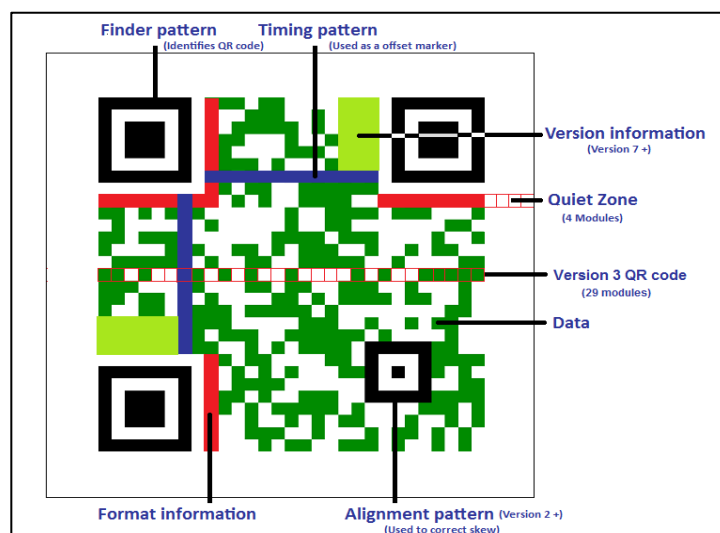 Finder pattern
(Identifies QR code)
Timing pattern
(Used as a offset marker)
Version information
(Version 7 +)
Quiet Zone
(4 Modules)
Version 3 QR code
(29 modules)
Data
Format information
Alignment pattern (Version 2 +)
(Used to correct skew)